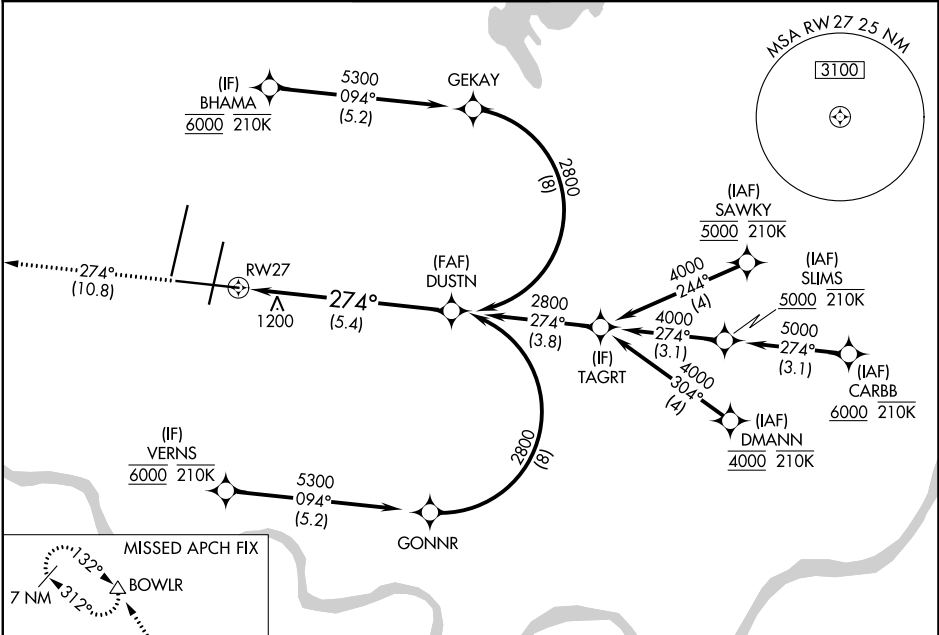 MSA RW 27 25 NM
3100
(IF)
BHAMA
6000 210K
5300
094°
(5.2)
GEKAY
2800
(8)
(IAF)
SAWKY
5000 210K
4000
244°
(4)
(IAF)
SLIMS
5000 210K
274°
(10.8)
RW27
1200
274°
(5.4)
(FAF)
DUSTN
2800
274°
(3.8)
(IF)
TAGRT
4000
274°
(3.1)
5000
274°
(3.1)
(IAF)
CARBB
6000 210K
4000
304°
(4)
(IAF)
DMANN
4000 210K
(IF)
VERNS
6000 210K
5300
094°
(5.2)
GONNR
2800
(8)
MISSED APCH FIX
132°
BOWLR
7 NM
312°